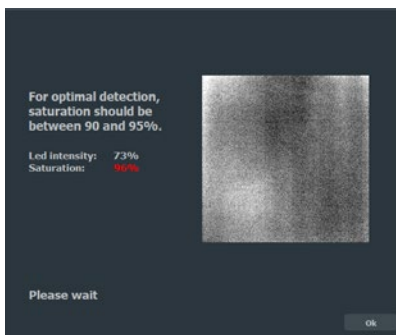 For optimal detection,
saturation should be
between 90 and 95%.
Led intensity: 73%
Saturation: 96%
Please wait
Ok